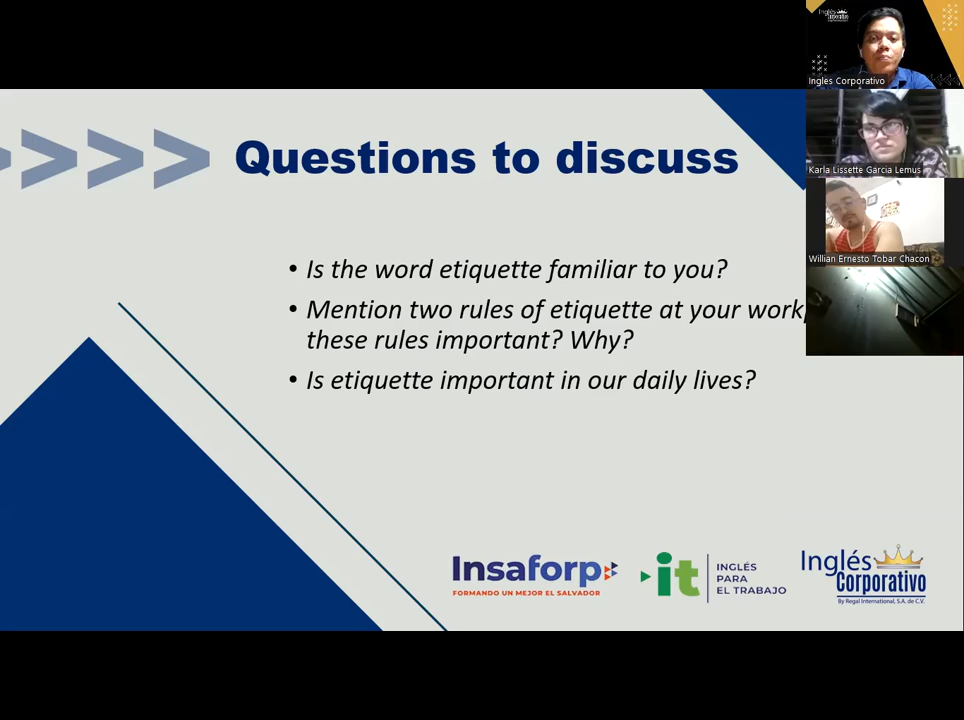 Questions to discuss
• Is the word etiquette familiar to you?
• Mention two rules of etiquette at your
these rules important? Why?
• Is etiquette important in our daily lives?
Insaforp
FORMANDO UN MEJOR EL SALVADOR
it
INGLÉS
PARA
EL TRABAJO
Inglés
Corporativo
By Regal International, S.A. de C.V.
Inglés
Corporativo
Ingles Corporativo
Karla Lissette Garcia Lemus
Willian Ernesto Tobar Chacon